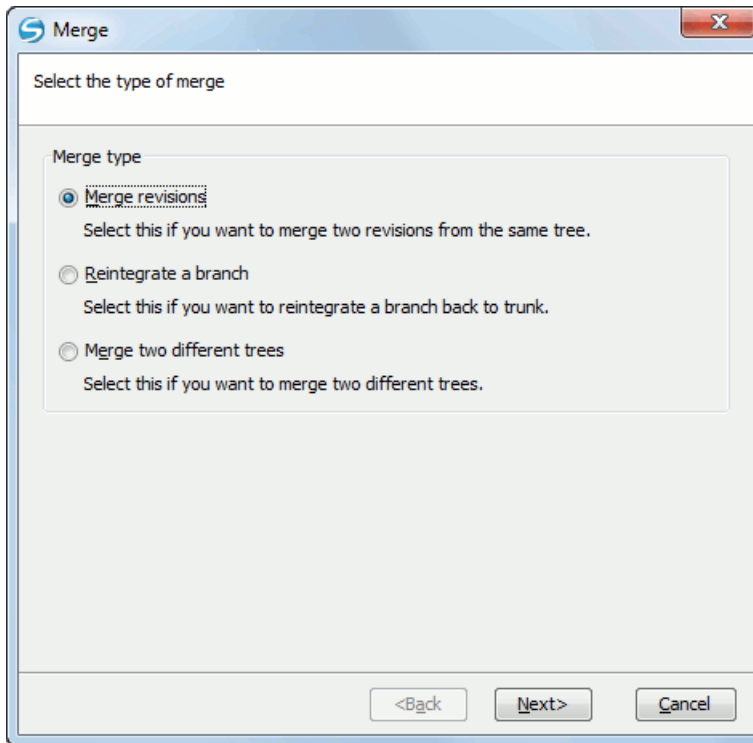 Merge
Select the type of merge
Merge type
Merge revisions
Select this if you want to merge two revisions from the same tree.
Reintegrate a branch
Select this if you want to reintegrate a branch back to trunk.
Merge two different trees
Select this if you want to merge two different trees.
<Back Next> Cancel